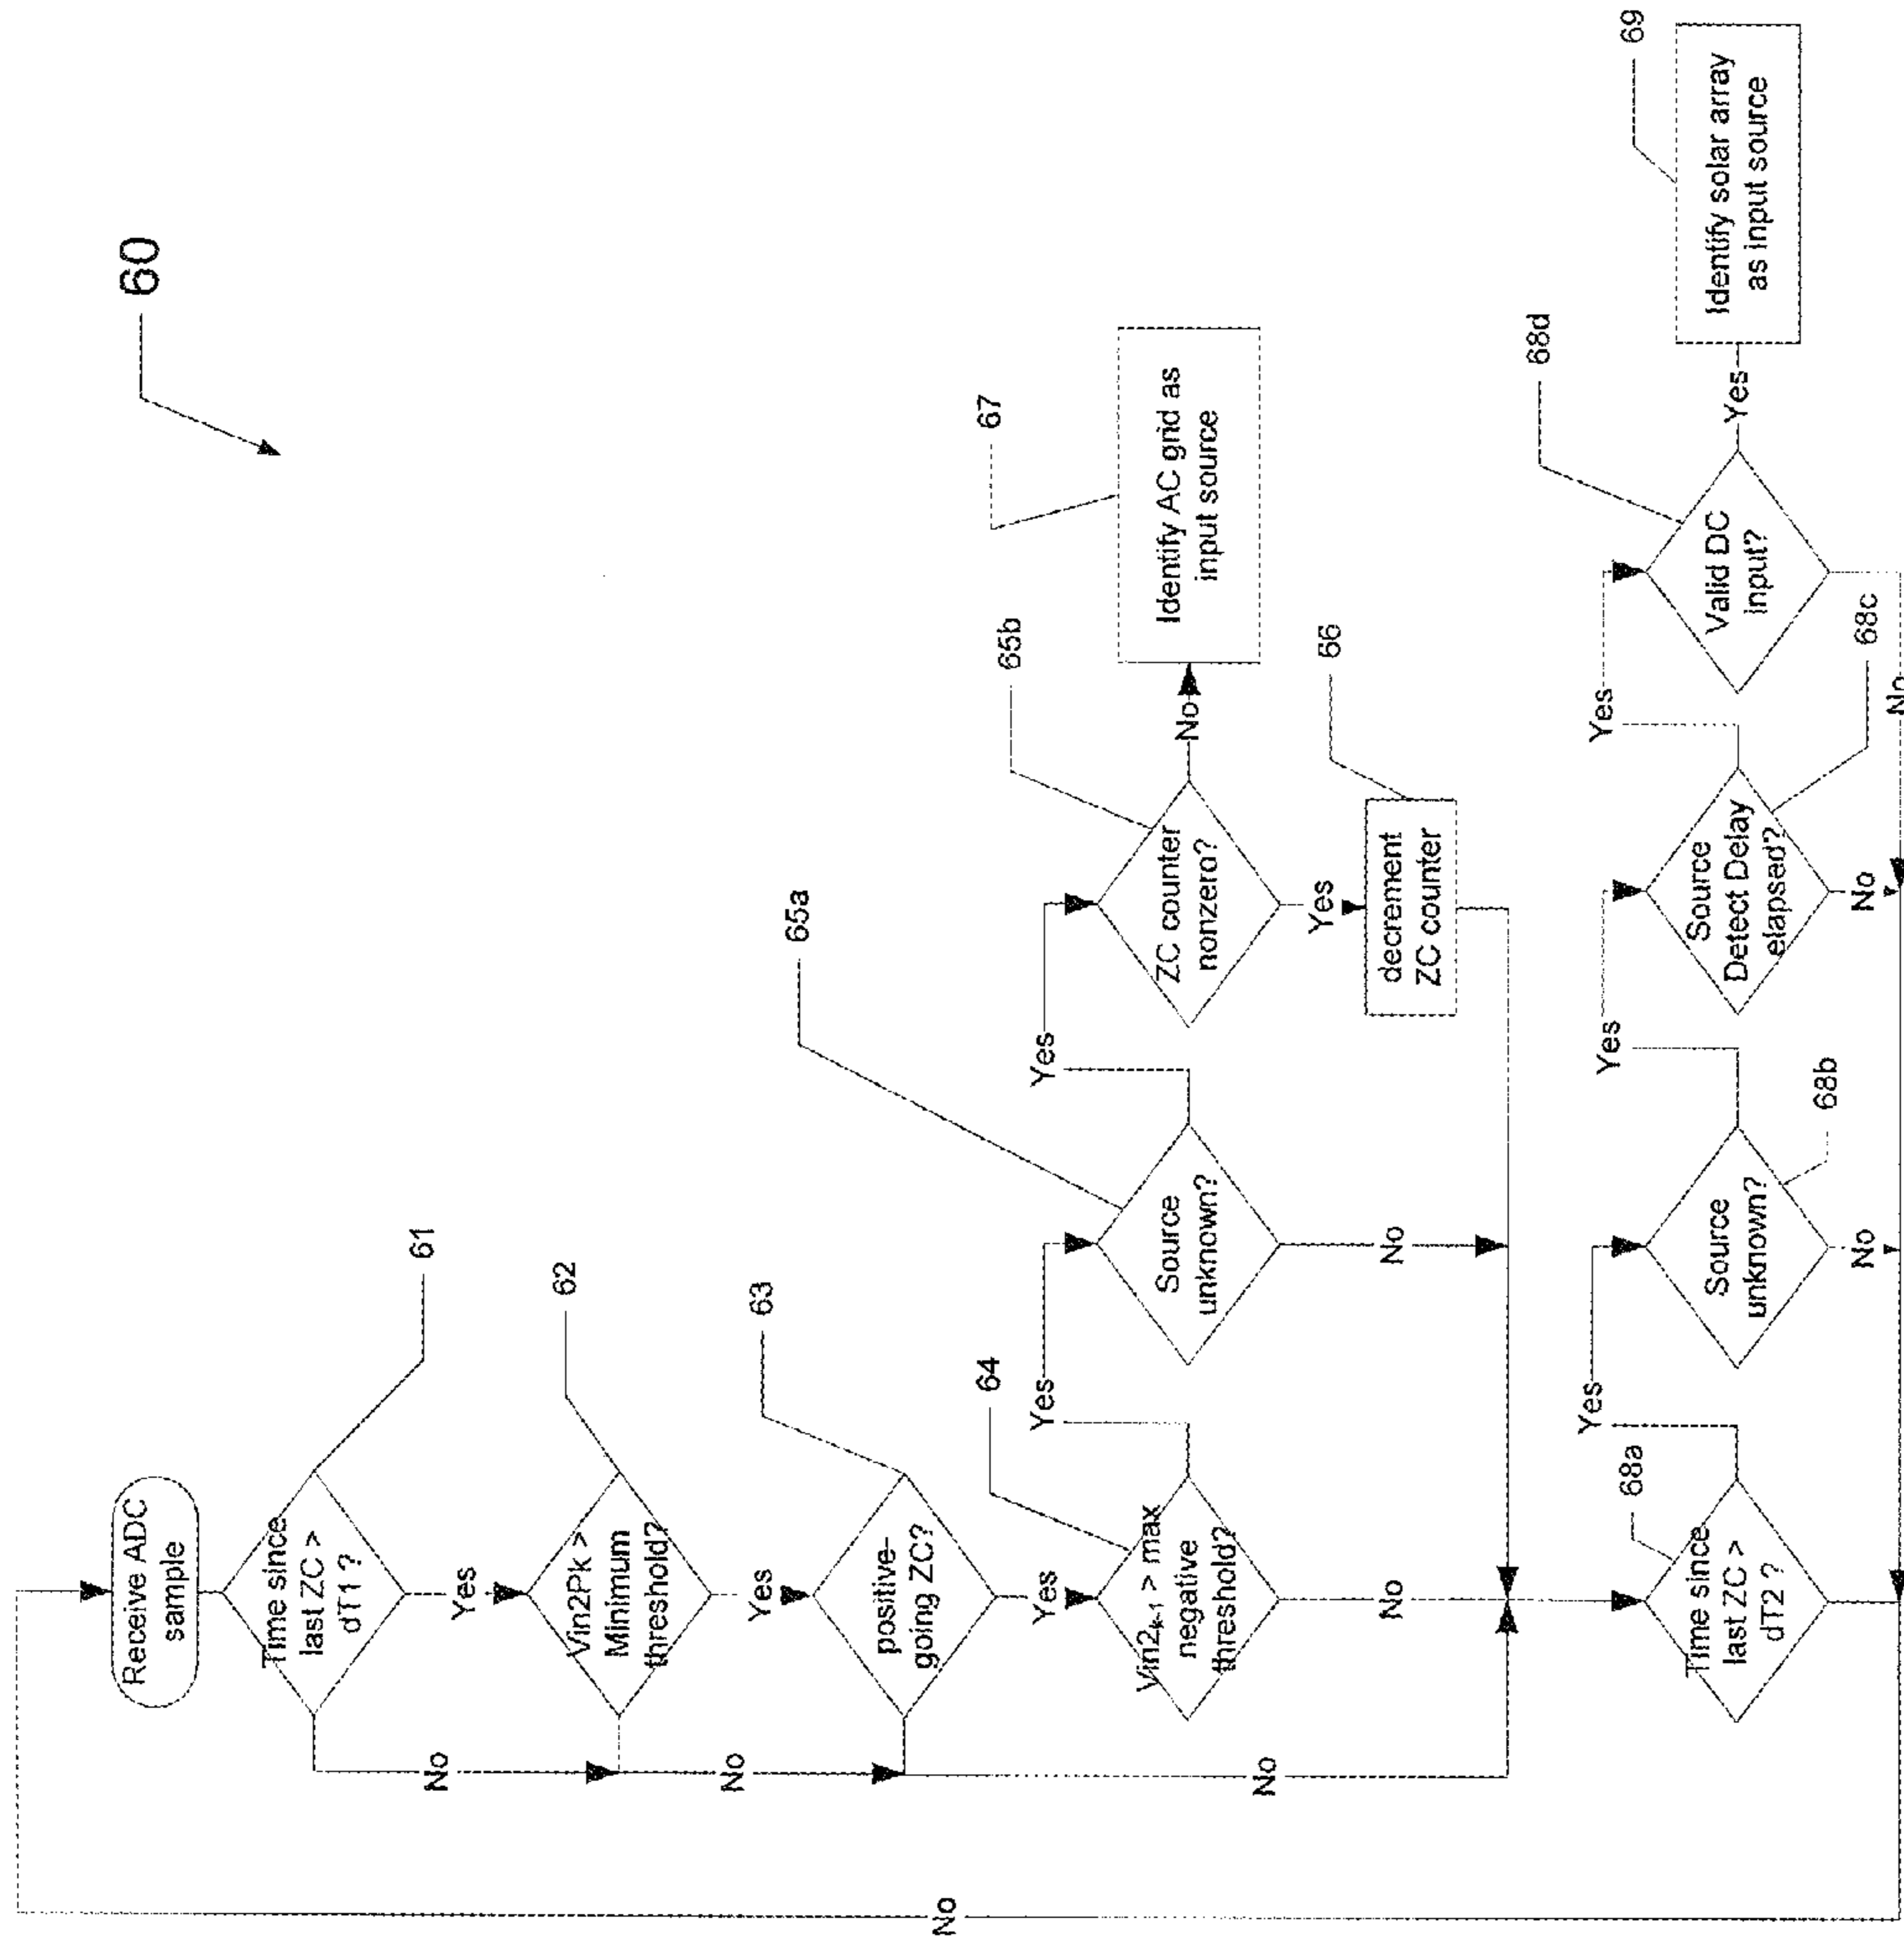 60
Receive ADC
sample
Time since
last ZC >
dT1 ?
61
No
Yes
Vin2Pk >
Minimum
threshold?
62
No
Yes
positive-
going ZC?
63
No
Yes
Vin2k-1 > max
negative
threshold?
64
No
Yes
Source
unknown?
65a
No
Yes
ZC counter
nonzero?
65b
No
Identify AC grid as
input source
67
Yes
decrement
ZC counter
66
Time since
last ZC >
dT2 ?
68a
Yes
Source
unknown?
68b
No
Yes
Source
Detect Delay
elapsed?
68c
No
Yes
Valid DC
input?
68d
No
Yes
Identify solar array
as input source
69
No